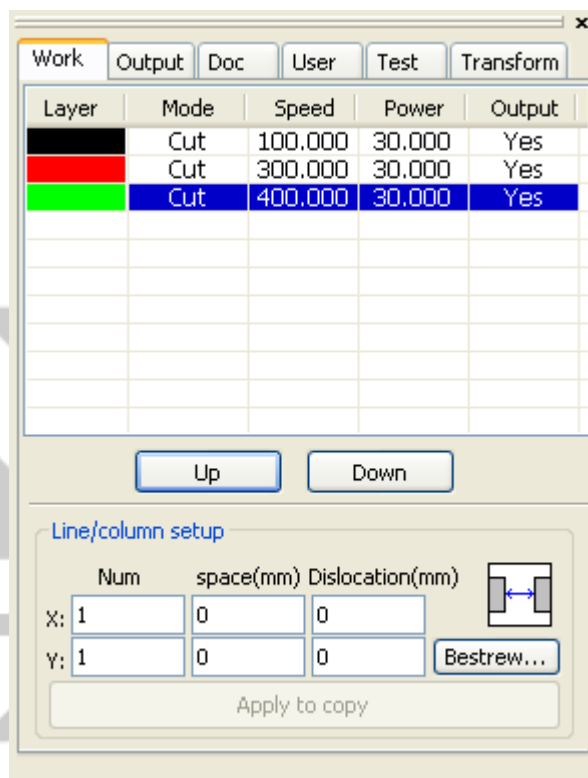 x
Work Output Doc User Test Transform
Layer Mode Speed Power Output
Cut 100.000 30.000 Yes
Cut 300.000 30.000 Yes
Cut 400.000 30.000 Yes
Up Down
Line/column setup
Num space(mm) Dislocation(mm)
X: 1 0 0
Y: 1 0 0 Bestrew...
Apply to copy